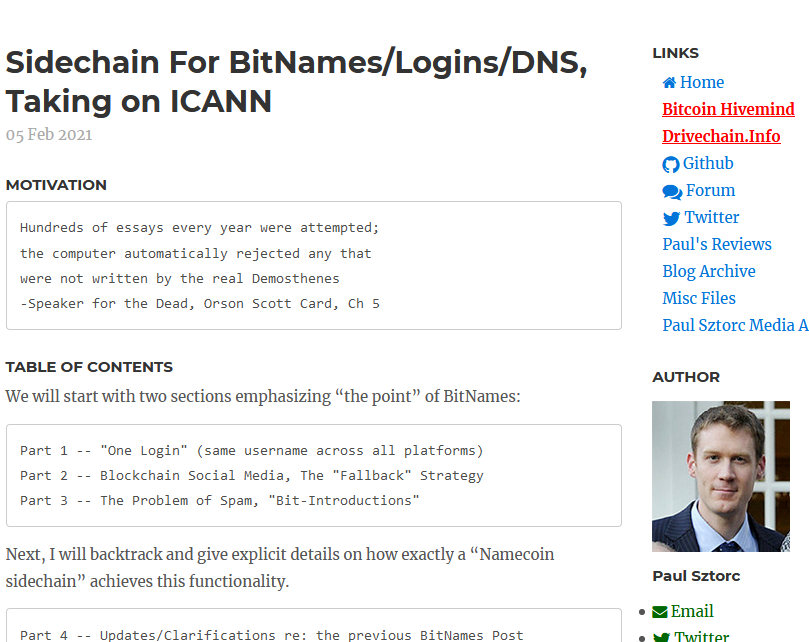 Sidechain For BitNames/Logins/DNS,
Taking on ICANN
05 Feb 2021
MOTIVATION
Hundreds of essays every year were attempted;
the computer automatically rejected any that
were not written by the real Demosthenes
-Speaker for the Dead, Orson Scott Card, Ch 5
TABLE OF CONTENTS
We will start with two sections emphasizing “the point” of BitNames:
Part 1 -- "One Login" (same username across all platforms)
Part 2 -- Blockchain Social Media, The "Fallback" Strategy
Part 3 -- The Problem of Spam, "Bit-Introductions"
Next, I will backtrack and give explicit details on how exactly a “Namecoin
sidechain” achieves this functionality.
Part 4 -- Updates/Clarifications re: the previous BitNames Post
LINKS
Home
Bitcoin Hivemind
Drivechain.Info
Github
Forum
Twitter
Paul's Reviews
Blog Archive
Misc Files
Paul Sztorc Media A
AUTHOR
Paul Sztorc
Email
Twitter